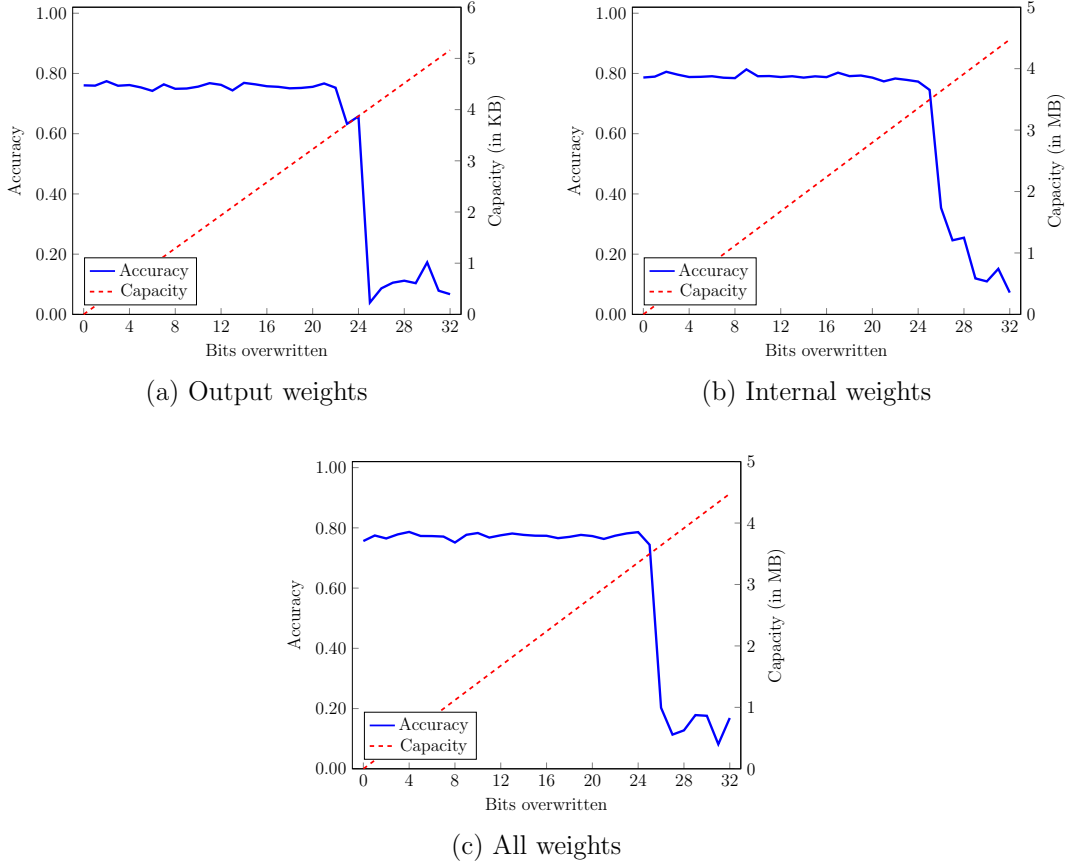 1.00
0.80
0.60
0.40
0.20
0.00
Accuracy
6
5
4
3
2
1
0
Capacity (in KB)
Accuracy
Capacity
0 4 8 12 16 20 24 28 32
Bits overwritten
(a) Output weights
1.00
0.80
0.60
0.40
0.20
0.00
Accuracy
5
4
3
2
1
0
Capacity (in MB)
Accuracy
Capacity
0 4 8 12 16 20 24 28 32
Bits overwritten
(b) Internal weights
1.00
0.80
0.60
0.40
0.20
0.00
Accuracy
5
4
3
2
1
0
Capacity (in MB)
Accuracy
Capacity
0 4 8 12 16 20 24 28 32
Bits overwritten
(c) All weights